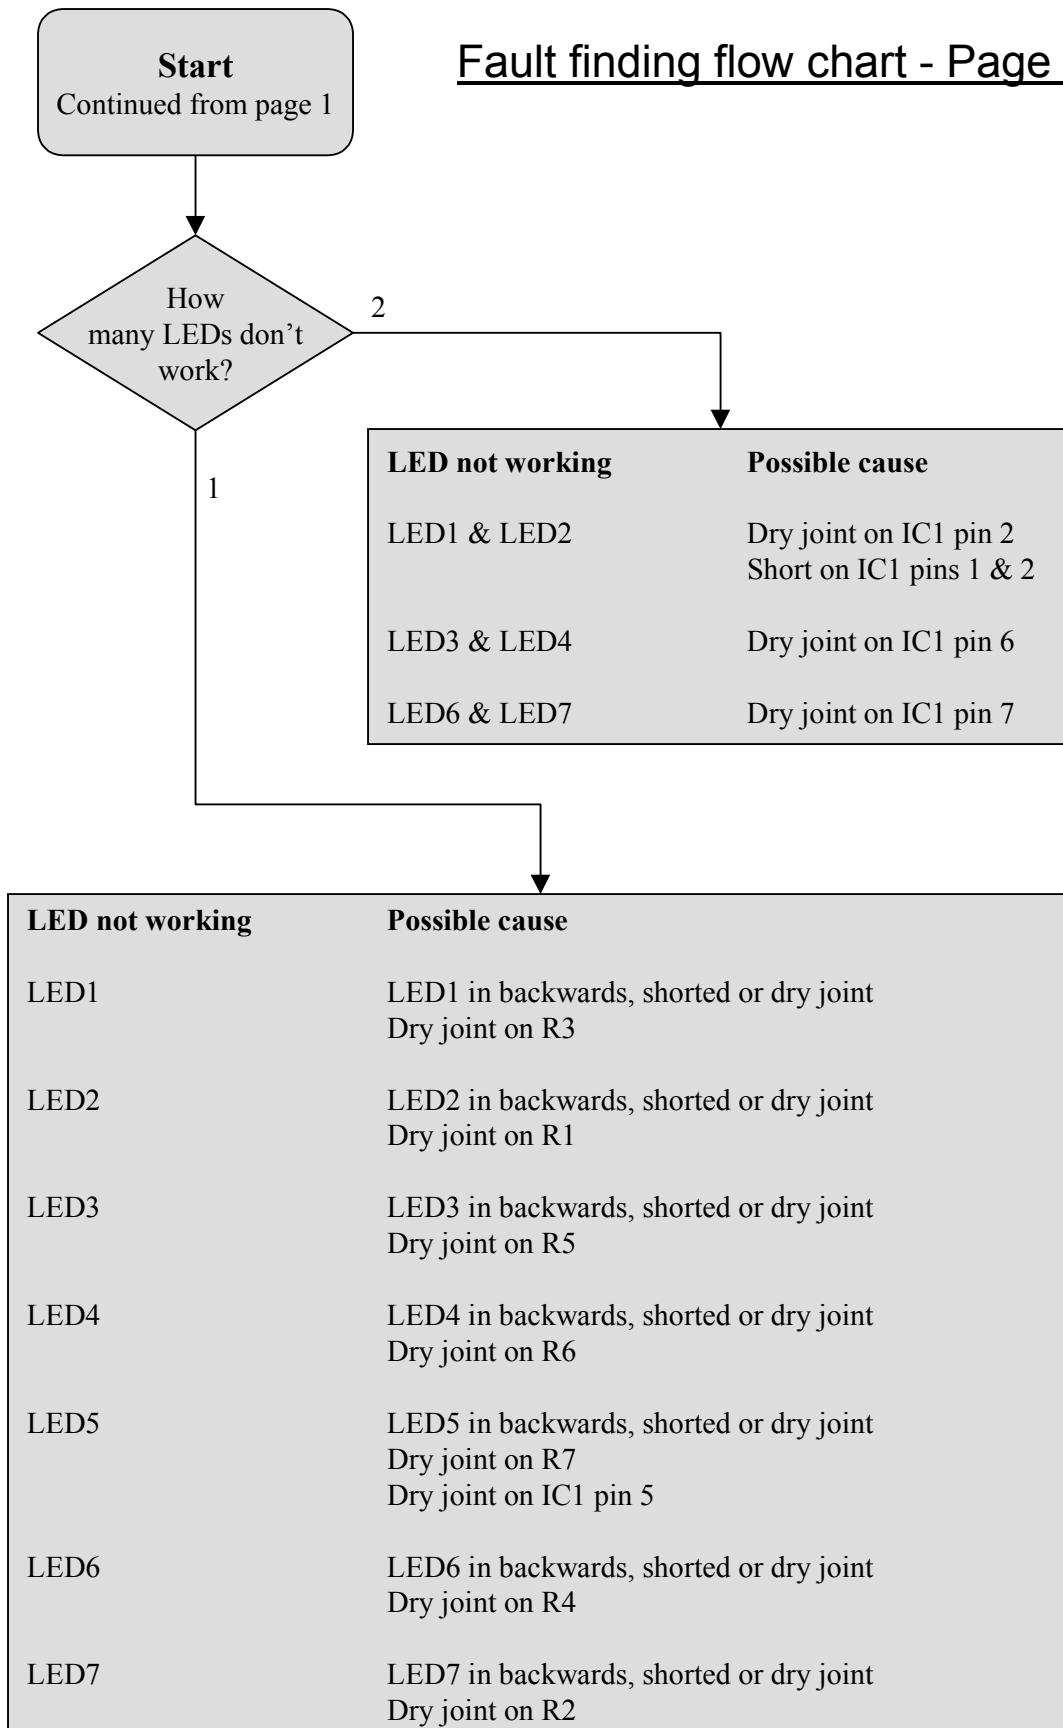 Start
Continued from page 1
Fault finding flow chart - Page
How
many LEDs don’t
work?
2
1
LED not working Possible cause
LED1 & LED2 Dry joint on IC1 pin 2
Short on IC1 pins 1 & 2
LED3 & LED4 Dry joint on IC1 pin 6
LED6 & LED7 Dry joint on IC1 pin 7
LED not working Possible cause
LED1 LED1 in backwards, shorted or dry joint
Dry joint on R3
LED2 LED2 in backwards, shorted or dry joint
Dry joint on R1
LED3 LED3 in backwards, shorted or dry joint
Dry joint on R5
LED4 LED4 in backwards, shorted or dry joint
Dry joint on R6
LED5 LED5 in backwards, shorted or dry joint
Dry joint on R7
Dry joint on IC1 pin 5
LED6 LED6 in backwards, shorted or dry joint
Dry joint on R4
LED7 LED7 in backwards, shorted or dry joint
Dry joint on R2